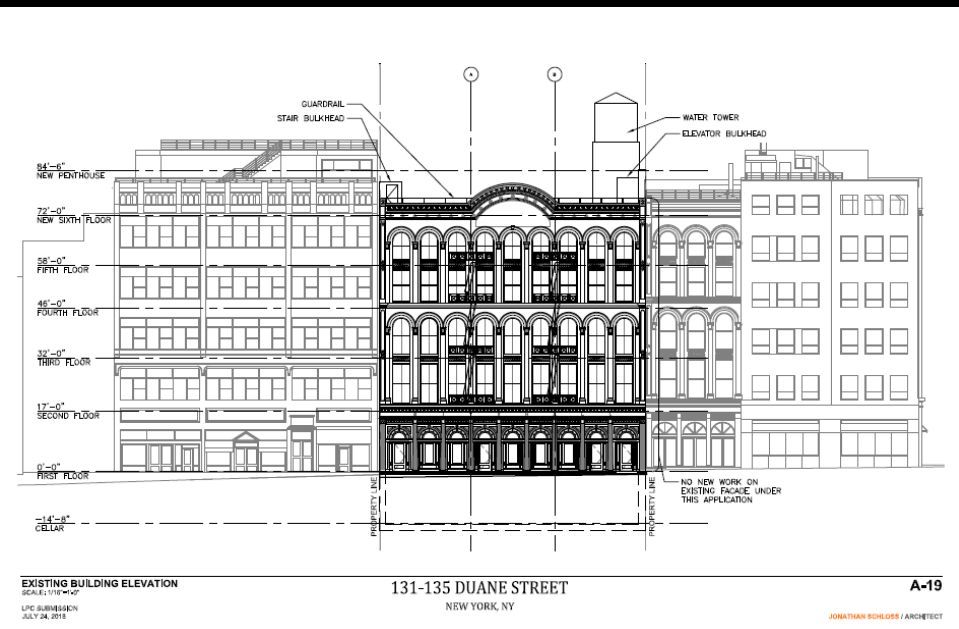 A
B
GUARDRAIL
STAIR BULKHEAD
WATER TOWER
ELEVATOR BULKHEAD
84'-6"
NEW PENTHOUSE
72'-0"
NEW SIXTH FLOOR
58'-0"
FIFTH FLOOR
46'-0"
FOURTH FLOOR
32'-0"
THIRD FLOOR
17'-0"
SECOND FLOOR
0'-0"
FIRST FLOOR
-14'-8"
CELLAR
PROPERTY LINE
PROPERTY LINE
NO NEW WORK ON
EXISTING FACADE UNDER
THIS APPLICATION
EXISTING BUILDING ELEVATION
SCALE: 1/16"=1'-0"
LPC SUBMISSION
JULY 24, 2018
131-135 DUANE STREET
NEW YORK, NY
A-19
JONATHAN SCHLOSS / ARCHITECT